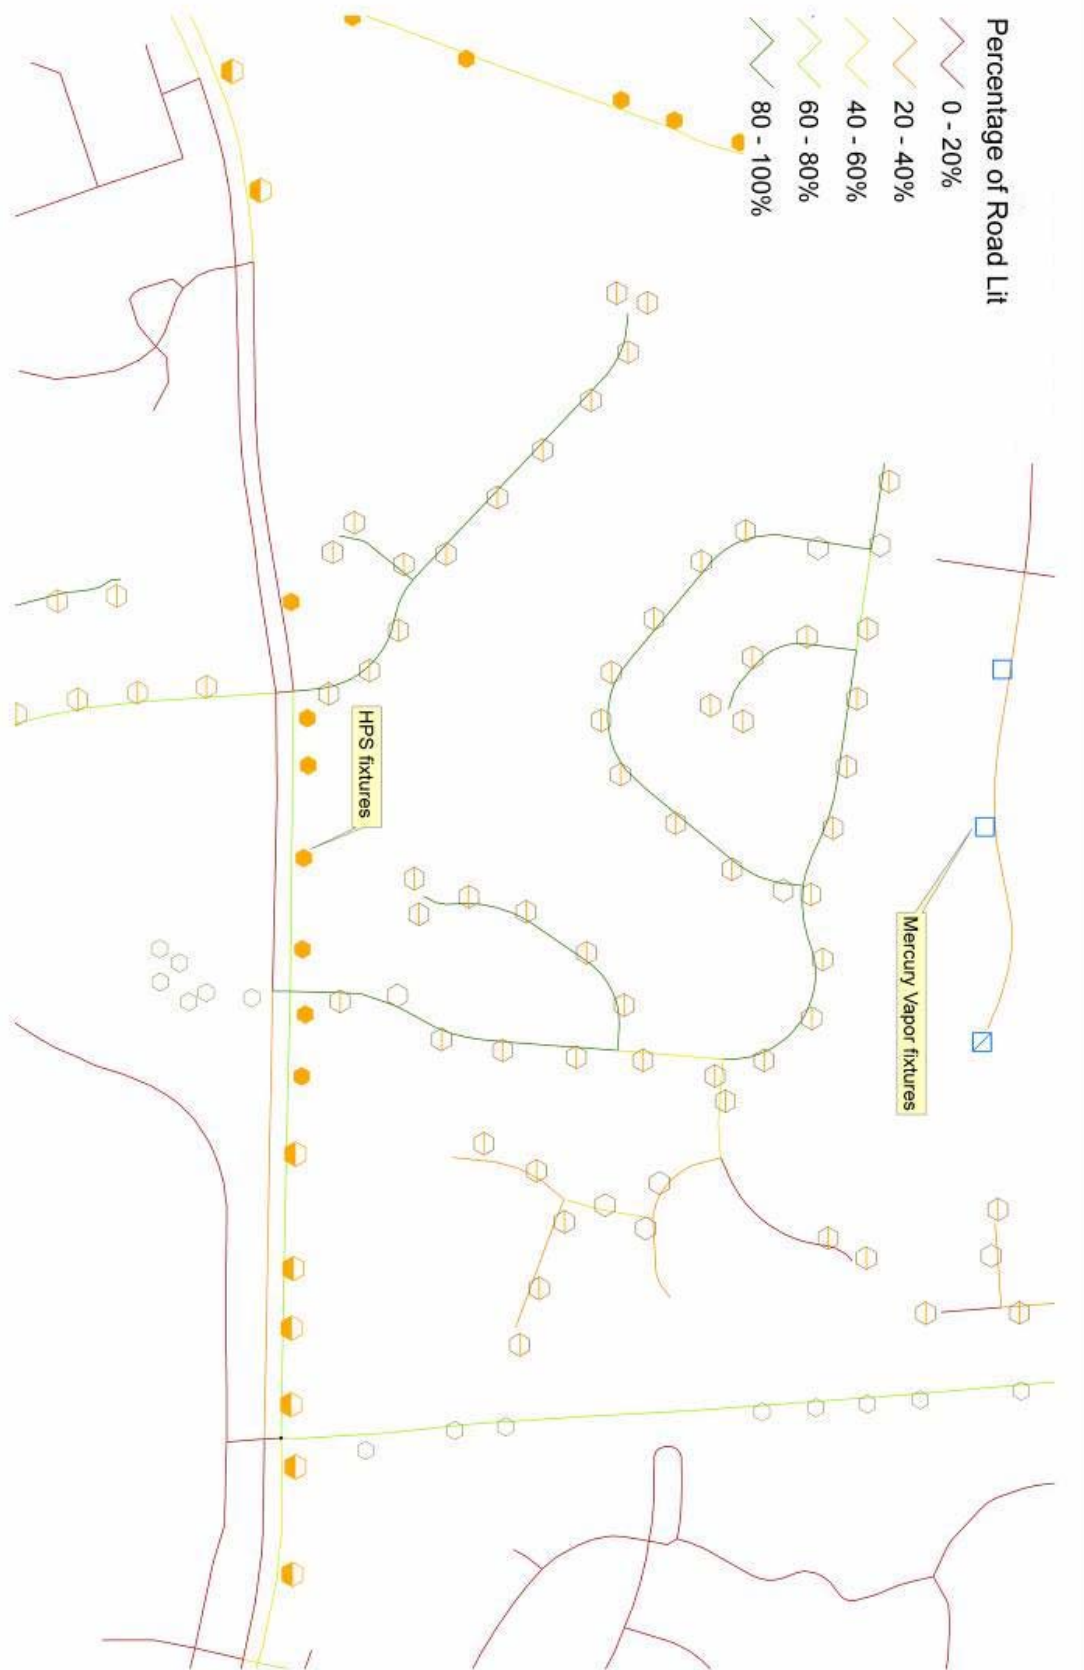 Percentage of Road Lit
0 - 20%
20 - 40%
40 - 60%
60 - 80%
80 - 100%
HPS fixtures
Mercury Vapor fixtures